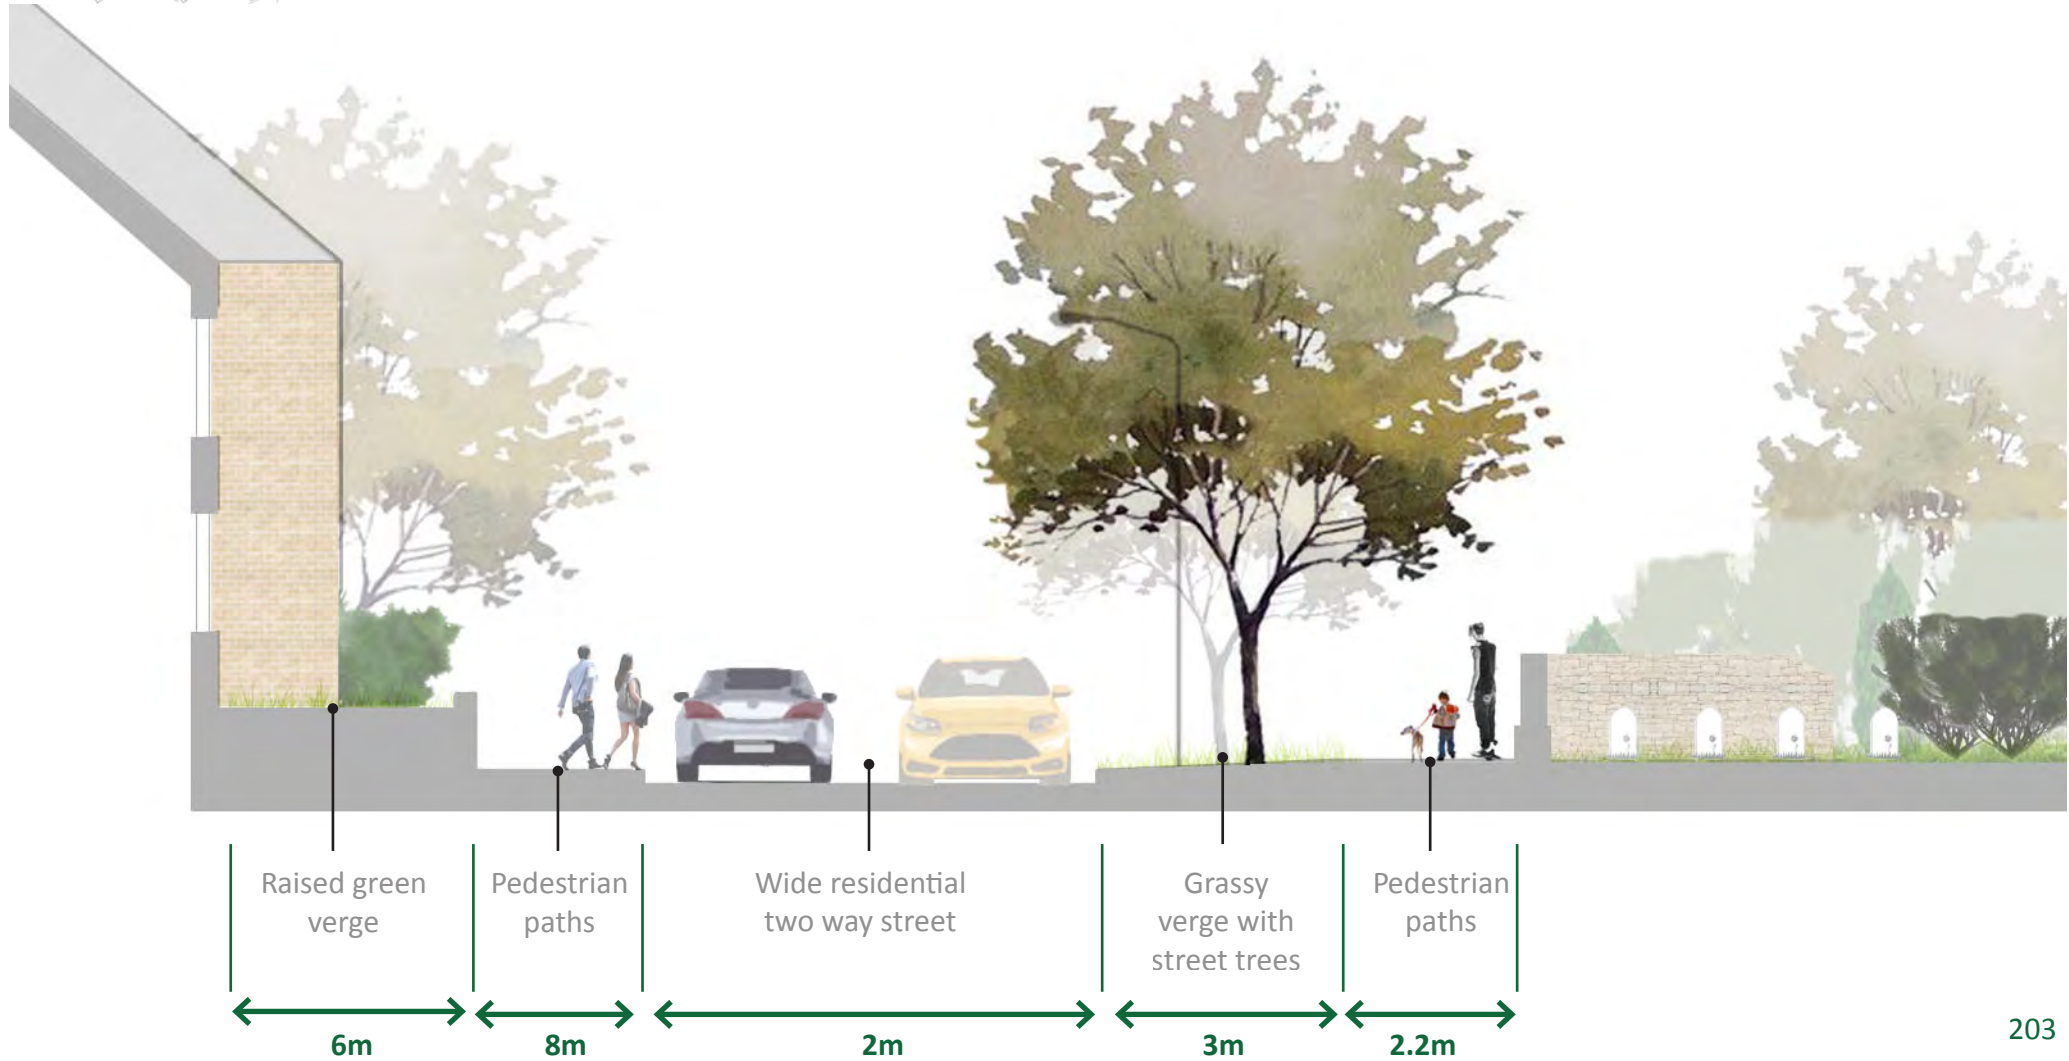 Raised green
verge
Pedestrian
paths
Wide residential
two way street
Grassy
verge with
street trees
Pedestrian
paths
6m
8m
2m
3m
2.2m
203